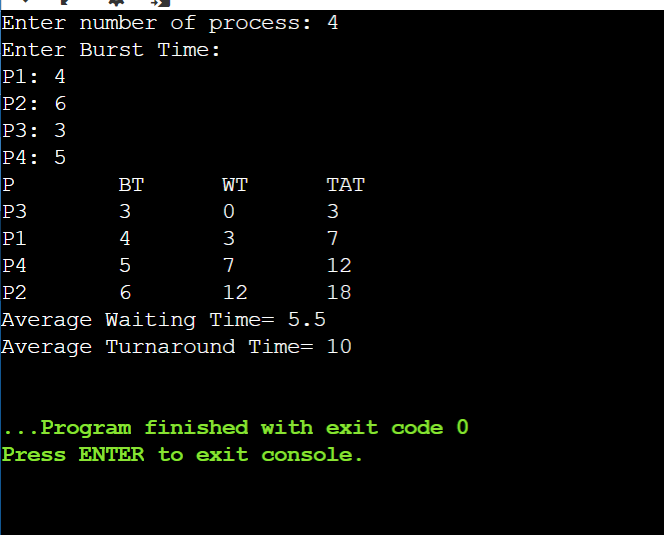 Enter number of process: 4
Enter Burst Time:
P1: 4
P2: 6
P3: 3
P4: 5
P        BT      WT      TAT
P3       3       0       3
P1       4       3       7
P4       5       7       12
P2       6       12      18
Average Waiting Time= 5.5
Average Turnaround Time= 10
...Program finished with exit code 0
Press ENTER to exit console.